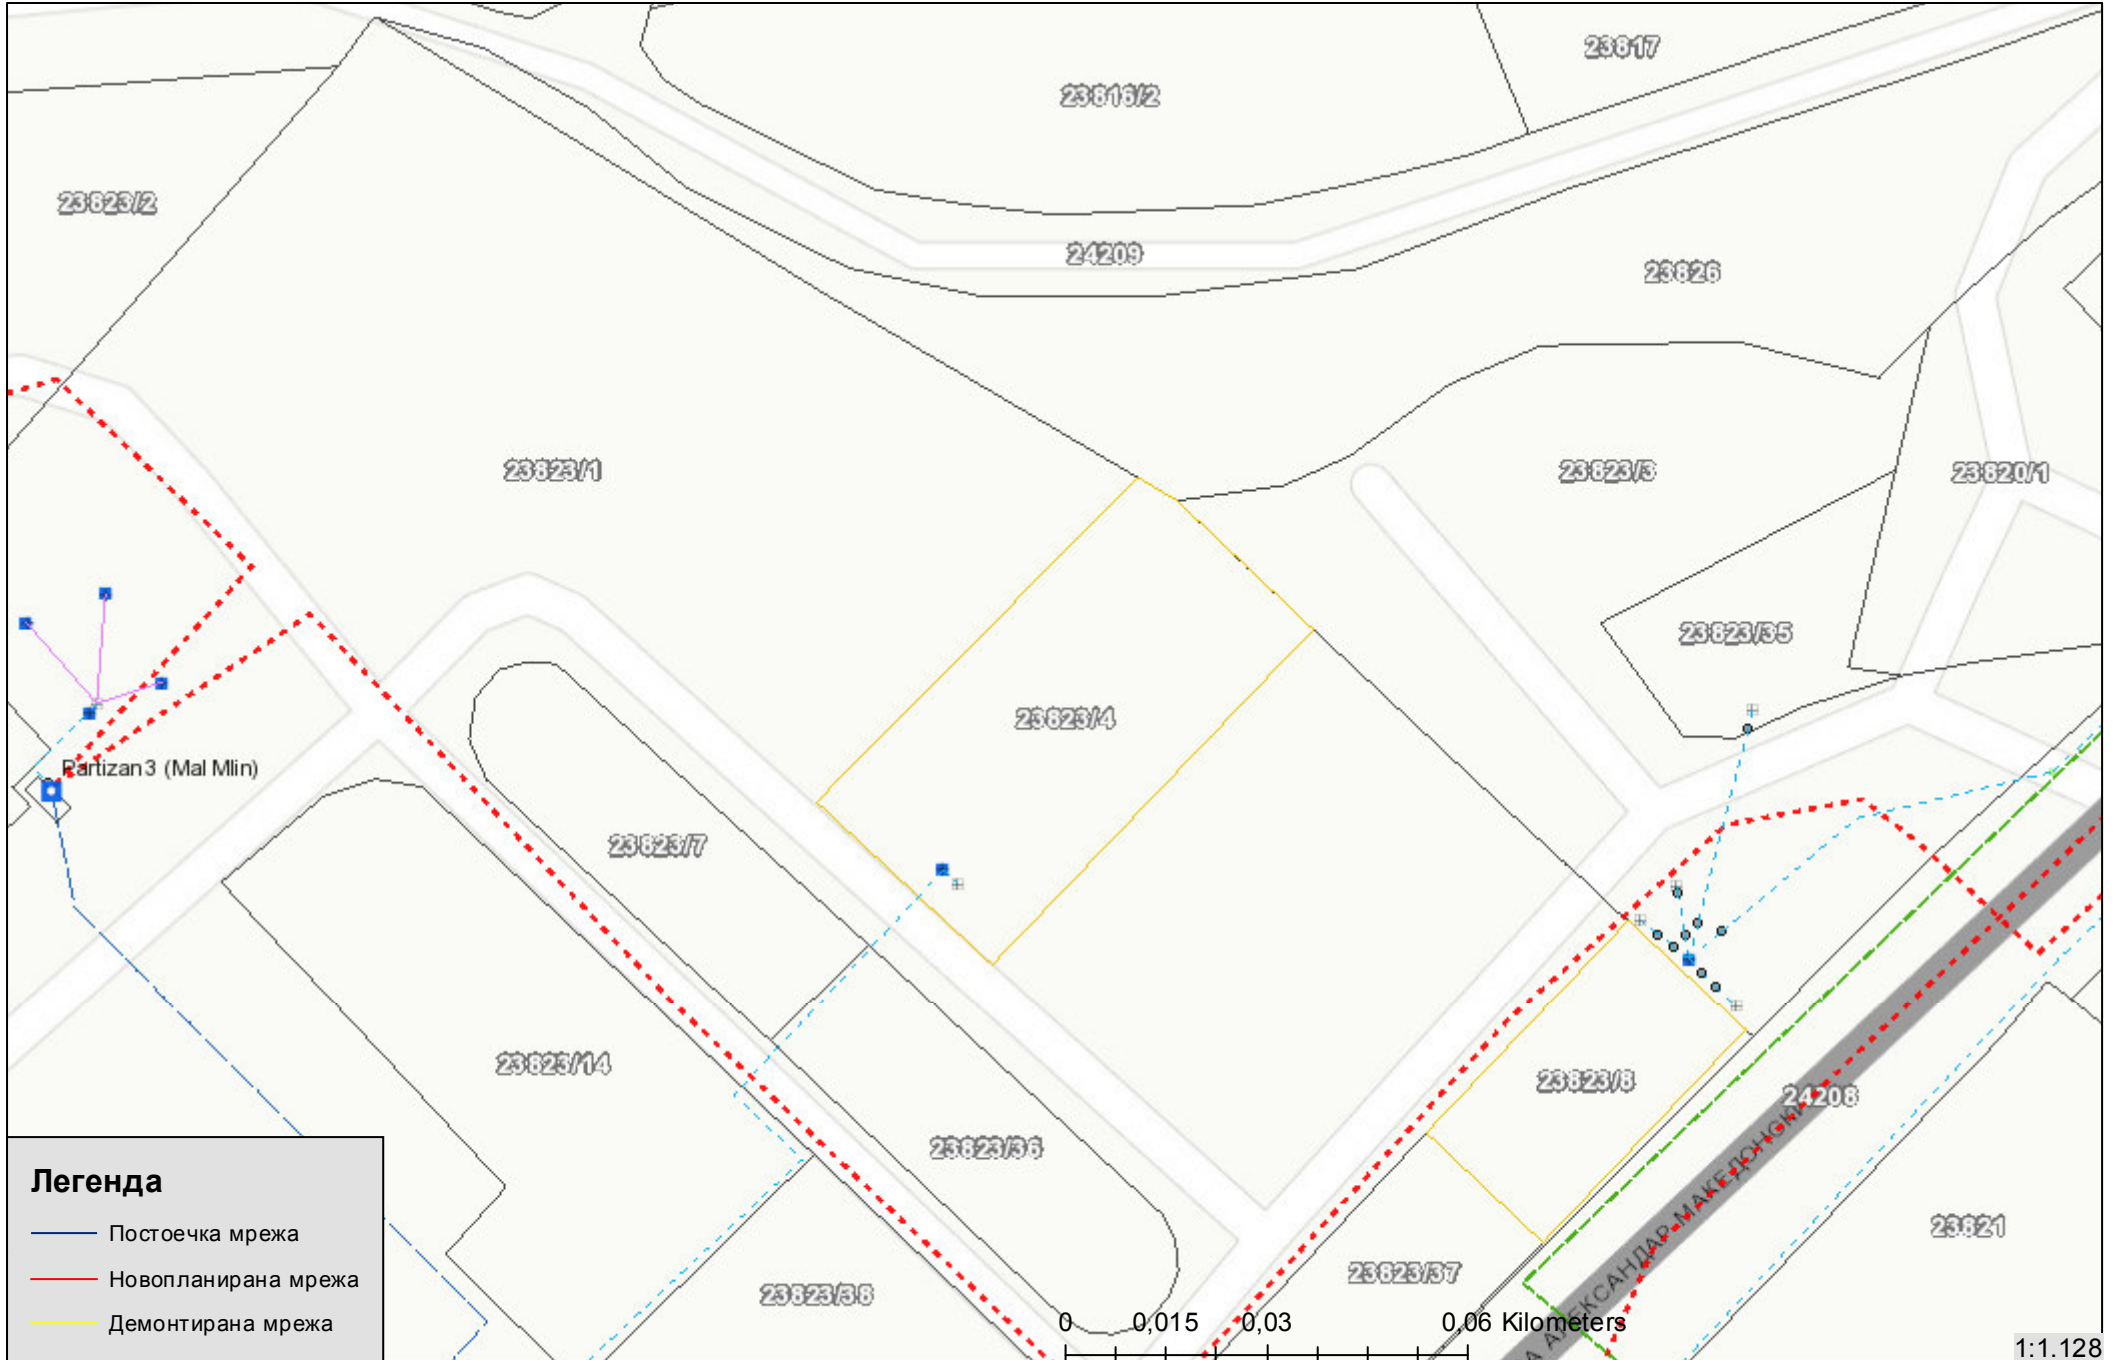 23817
23816/2
23823/2
24209
23826
23823/1
23823/3
23820/1
23823/35
23823/4
Partizan3 (Mal Mlin)
23823/7
23823/14
23823/8
24208
23823/36
А АЛЕКСАНДАР МАКЕДОНСКИ
23821
23823/37
23823/38
Легенда
Постоечка мрежа
Новопланирана мрежа
Демонтирана мрежа
0 0,015 0,03 0,06 Kilometers
1:1.128